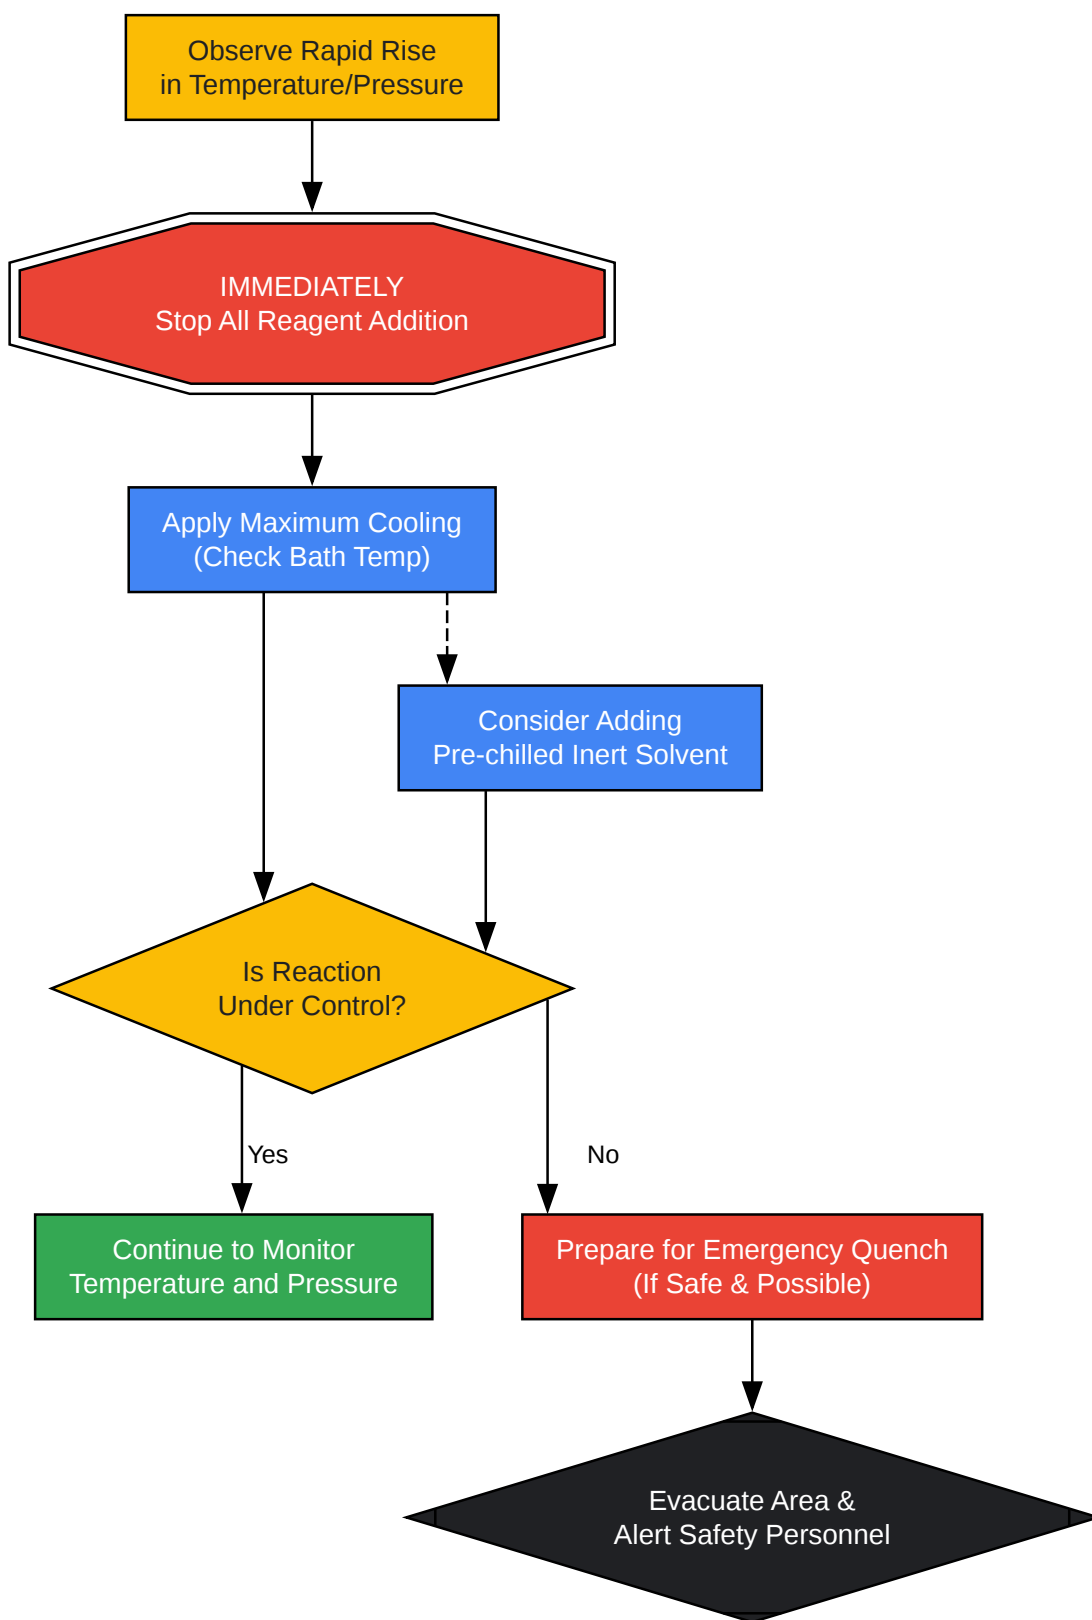 Observe Rapid Rise
in Temperature/Pressure
IMMEDIATELY
Stop All Reagent Addition
Apply Maximum Cooling
(Check Bath Temp)
Consider Adding
Pre-chilled Inert Solvent
Is Reaction
Under Control?
Yes
No
Continue to Monitor
Temperature and Pressure
Prepare for Emergency Quench
(If Safe & Possible)
Evacuate Area &
Alert Safety Personnel